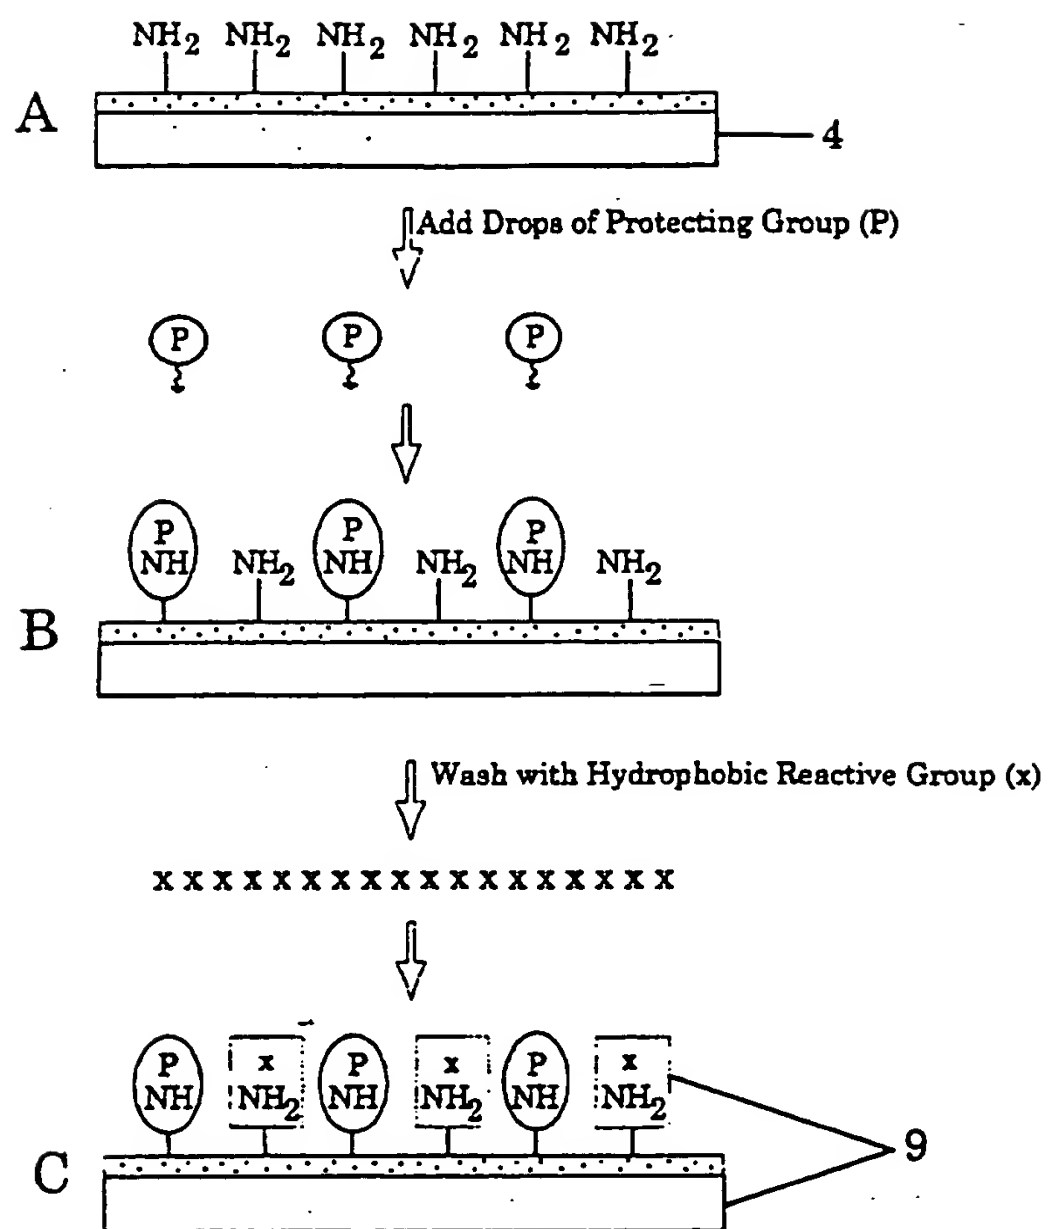 NH2 NH2 NH2 NH2 NH2 NH2
A
4
Add Drops of Protecting Group (P)
P P P
P P P
NH NH2 NH NH2 NH NH2
B
Wash with Hydrophobic Reactive Group (x)
x x x x x x x x x x x x x x x x x x
P x P x P x
NH NH2 NH NH2 NH NH2
9
C